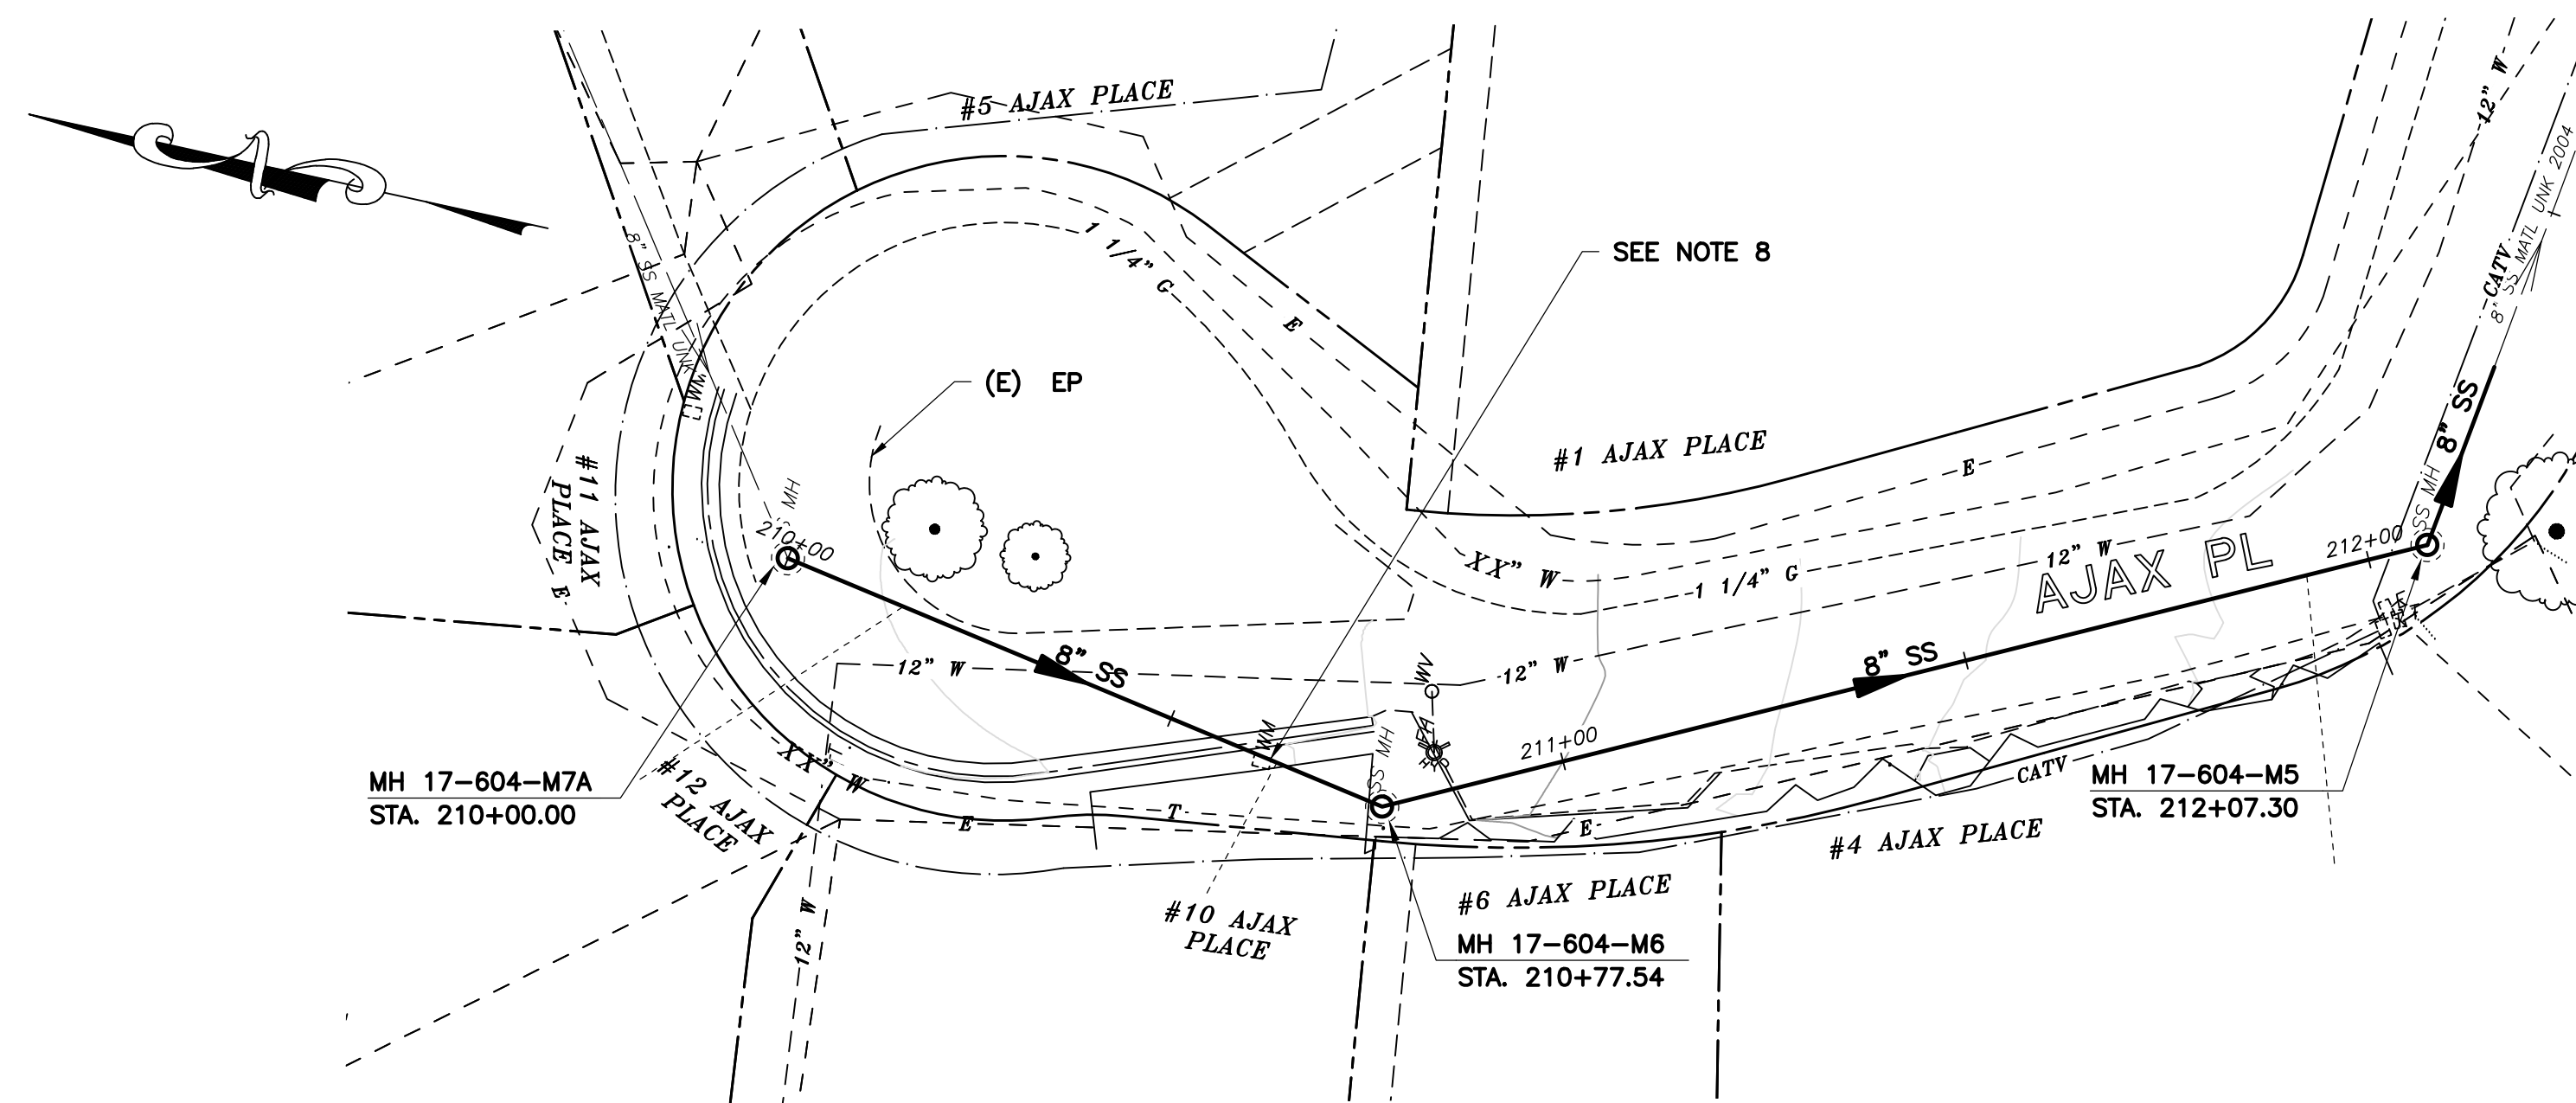 #5 AJAX PLACE
12" W
8" SS MATL UNK 2004
CATV
8" SS MATL UNK
1 1/4" G
SEE NOTE 8
E
(E) EP
WM
#1 AJAX PLACE
E
8" SS
#11 AJAX
PLACE
E
MH
210+00
SS MH
212+00
12" W
AJAX PL
XX" W
1 1/4" G
12" W
8" SS
12" W
WV
8" SS
WM
SS MH
211+00
XX" W
#12 AJAX
PLACE
MH 17-604-M7A
STA. 210+00.00
E
T
E
CATV
MH 17-604-M5
STA. 212+07.30
#4 AJAX PLACE
#6 AJAX PLACE
#10 AJAX
PLACE
12" W
MH 17-604-M6
STA. 210+77.54